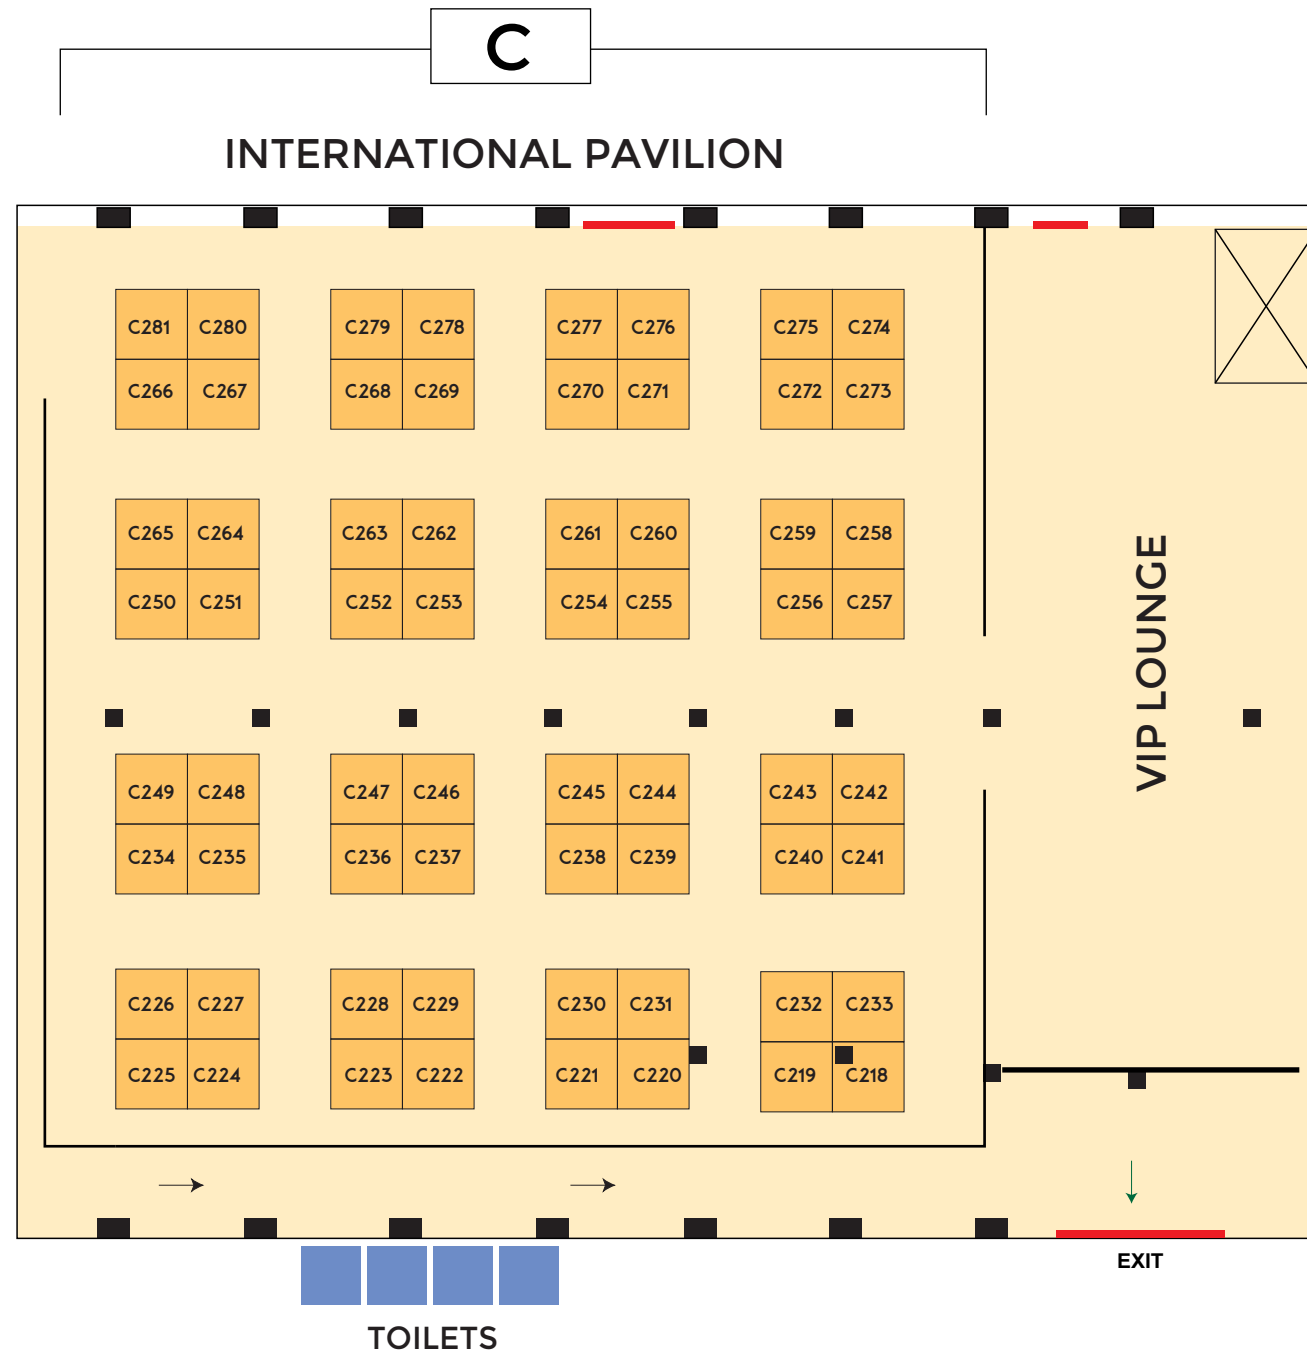 C
INTERNATIONAL PAVILION
C281 C280 C279 C278 C277 C276 C275 C274
C266 C267 C268 C269 C270 C271 C272 C273
C265 C264 C263 C262 C261 C260 C259 C258
C250 C251 C252 C253 C254 C255 C256 C257
VIP LOUNGE
C249 C248 C247 C246 C245 C244 C243 C242
C234 C235 C236 C237 C238 C239 C240 C241
C226 C227 C228 C229 C230 C231 C232 C233
C225 C224 C223 C222 C221 C220 C219 C218
EXIT
TOILETS